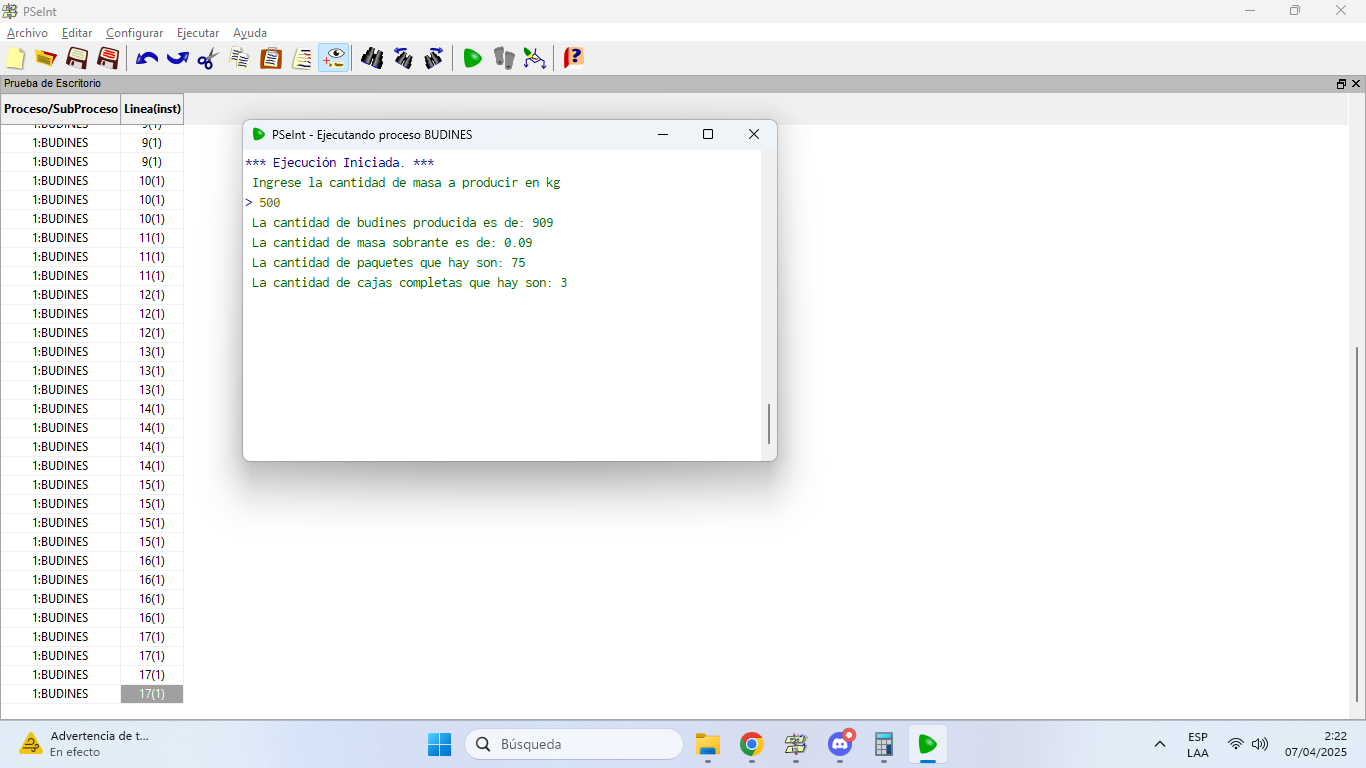 PSeInt
Archivo Editar Configurar Ejecutar Ayuda
Prueba de Escritorio
Proceso/SubProceso Linea(inst)
1:BUDINES 9(1)
1:BUDINES 9(1)
1:BUDINES 9(1)
1:BUDINES 10(1)
1:BUDINES 10(1)
1:BUDINES 10(1)
1:BUDINES 11(1)
1:BUDINES 11(1)
1:BUDINES 11(1)
1:BUDINES 12(1)
1:BUDINES 12(1)
1:BUDINES 12(1)
1:BUDINES 13(1)
1:BUDINES 13(1)
1:BUDINES 13(1)
1:BUDINES 14(1)
1:BUDINES 14(1)
1:BUDINES 14(1)
1:BUDINES 14(1)
1:BUDINES 15(1)
1:BUDINES 15(1)
1:BUDINES 15(1)
1:BUDINES 15(1)
1:BUDINES 16(1)
1:BUDINES 16(1)
1:BUDINES 16(1)
1:BUDINES 16(1)
1:BUDINES 17(1)
1:BUDINES 17(1)
1:BUDINES 17(1)
1:BUDINES 17(1)
PSeInt - Ejecutando proceso BUDINES
*** Ejecución Iniciada. ***
Ingrese la cantidad de masa a producir en kg
> 500
La cantidad de budines producida es de: 909
La cantidad de masa sobrante es de: 0.09
La cantidad de paquetes que hay son: 75
La cantidad de cajas completas que hay son: 3
Advertencia de t...
En efecto
Búsqueda
ESP
LAA
2:22
07/04/2025